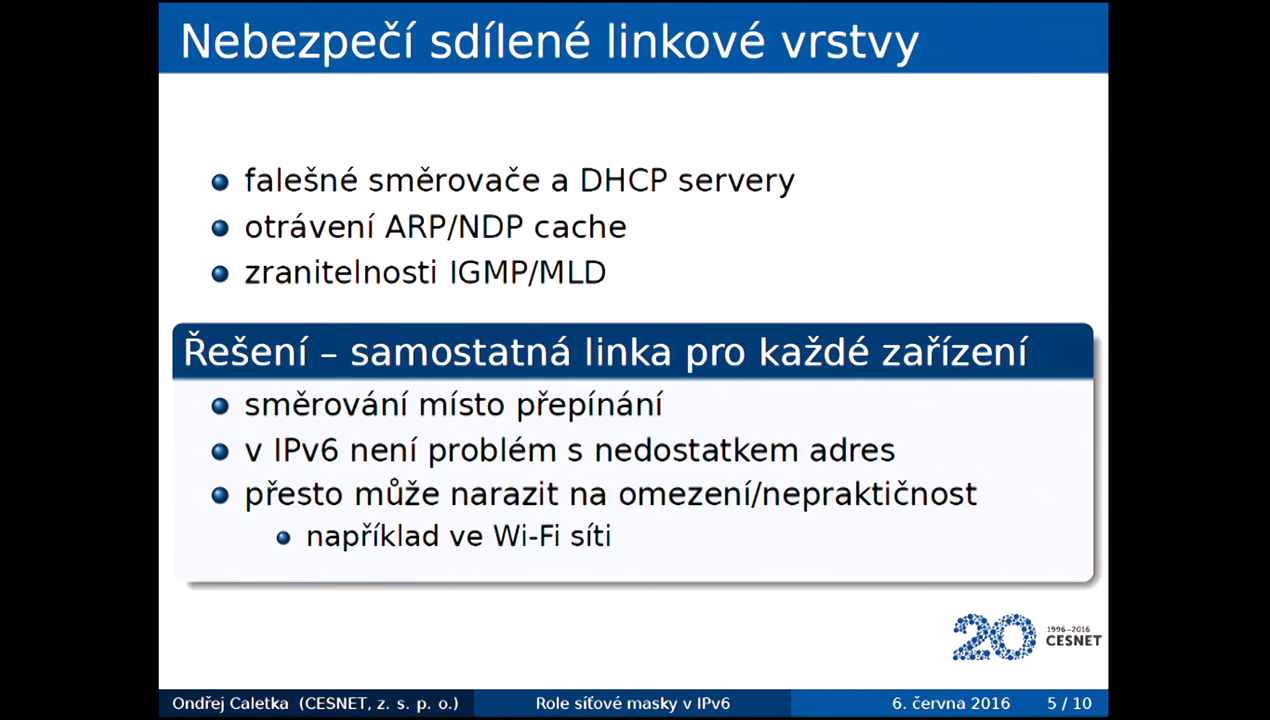 Nebezpečí sdílené linkové vrstvy
falešné směrovače a DHCP servery
otrávení ARP/NDP cache
zranitelnosti IGMP/MLD
Řešení – samostatná linka pro každé zařízení
směrování místo přepínání
v IPv6 není problém s nedostatkem adres
přesto může narazit na omezení/nepraktičnost
například ve Wi-Fi síti
20 1996–2016
CESNET
Ondřej Caletka (CESNET, z. s. p. o.) Role síťové masky v IPv6 6. června 2016 5 / 10